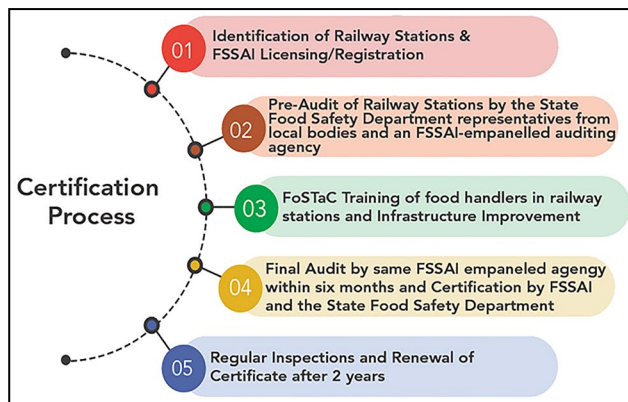 01
Identification of Railway Stations &
FSSAI Licensing/Registration
02
Pre-Audit of Railway Stations by the State
Food Safety Department representatives from
local bodies and an FSSAI-empanelled auditing
agency
Certification
Process
03
FoSTaC Training of food handlers in railway
stations and Infrastructure Improvement
04
Final Audit by same FSSAI empaneled agengy
within six months and Certification by FSSAI
and the State Food Safety Department
05
Regular Inspections and Renewal of
Certificate after 2 years